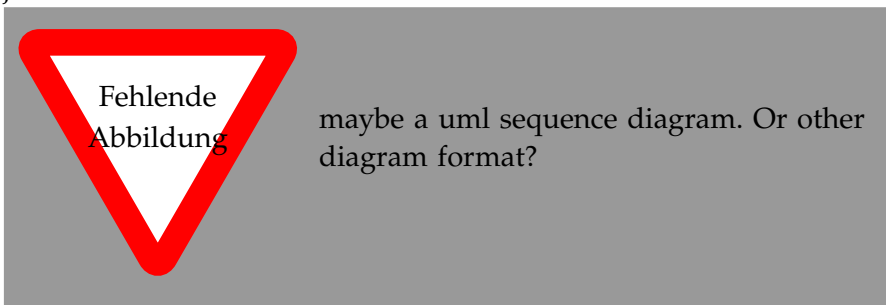 Fehlende
Abbildung
maybe a uml sequence diagram. Or other
diagram format?